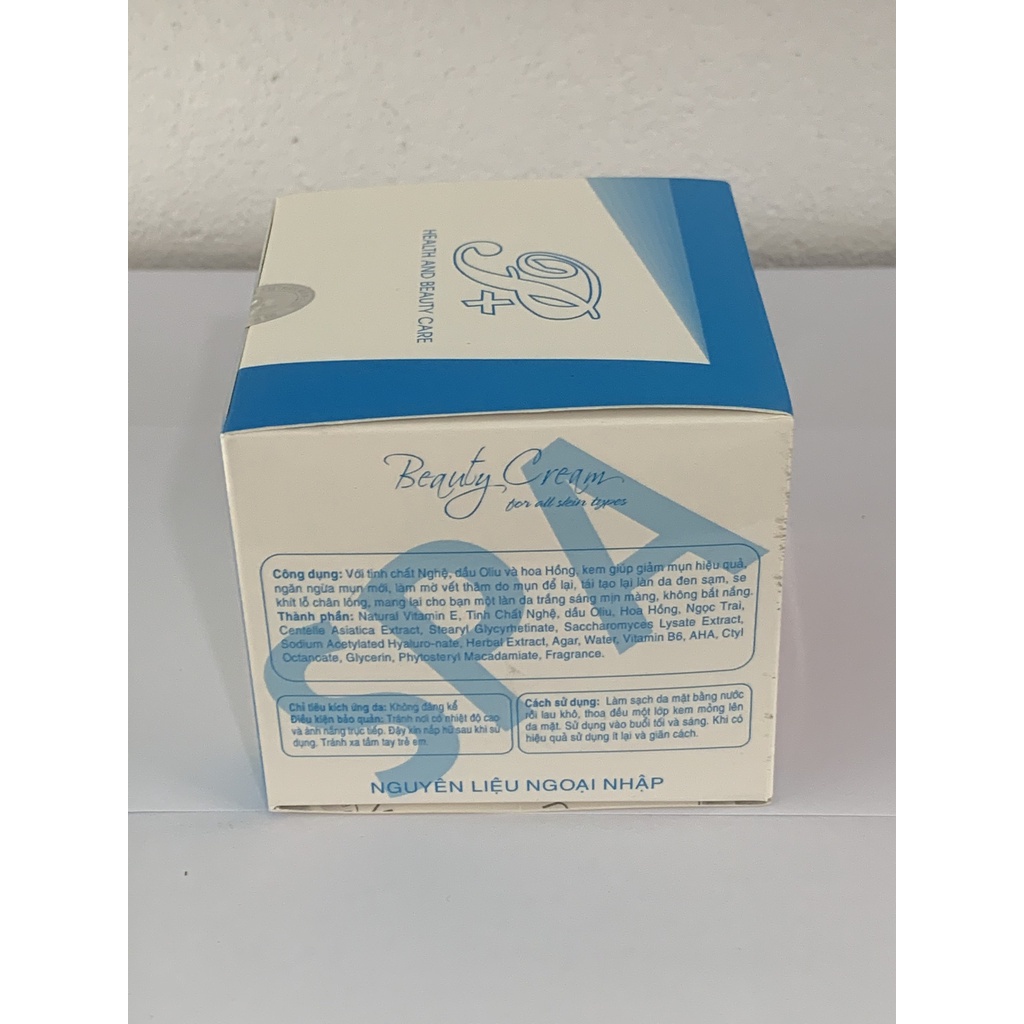 HEALTH AND BEAUTY CARE
Beauty Cream
for all skin types
SPA
Công dụng: Với tinh chất Nghệ, dầu Oliu và hoa Hồng, kem giúp giảm mụn hiệu quả,
ngăn ngừa mụn mới, làm mờ vết thâm do mụn để lại, tái tạo lại làn da đen sạm, se
khít lỗ chân lông, mang lại cho bạn một làn da trắng sáng mịn màng, không bắt nắng.
Thành phần: Natural Vitamin E, Tinh Chất Nghệ, dầu Oliu, Hoa Hồng, Ngọc Trai,
Centelle Asiatica Extract, Stearyl Glycyrrhetinate, Saccharomyces Lysate Extract,
Sodium Acetylated Hyaluro-nate, Herbal Extract, Agar, Water, Vitamin B6, AHA, Ctyl
Octanoate, Glycerin, Phytosteryl Macadamiate, Fragrance.
Chỉ tiêu kích ứng da: Không đáng kể
Điều kiện bảo quản: Tránh nơi có nhiệt độ cao
và ánh nắng trực tiếp. Đậy kín nắp hũ sau khi sử
dụng. Tránh xa tầm tay trẻ em
Cách sử dụng: Làm sạch da mặt bằng nước
rồi lau khô, thoa đều một lớp kem mỏng lên
da mặt. Sử dụng vào buổi tối và sáng. Khi có
hiệu quả sử dụng ít lại và giãn cách.
NGUYÊN LIỆU NGOẠI NHẬP